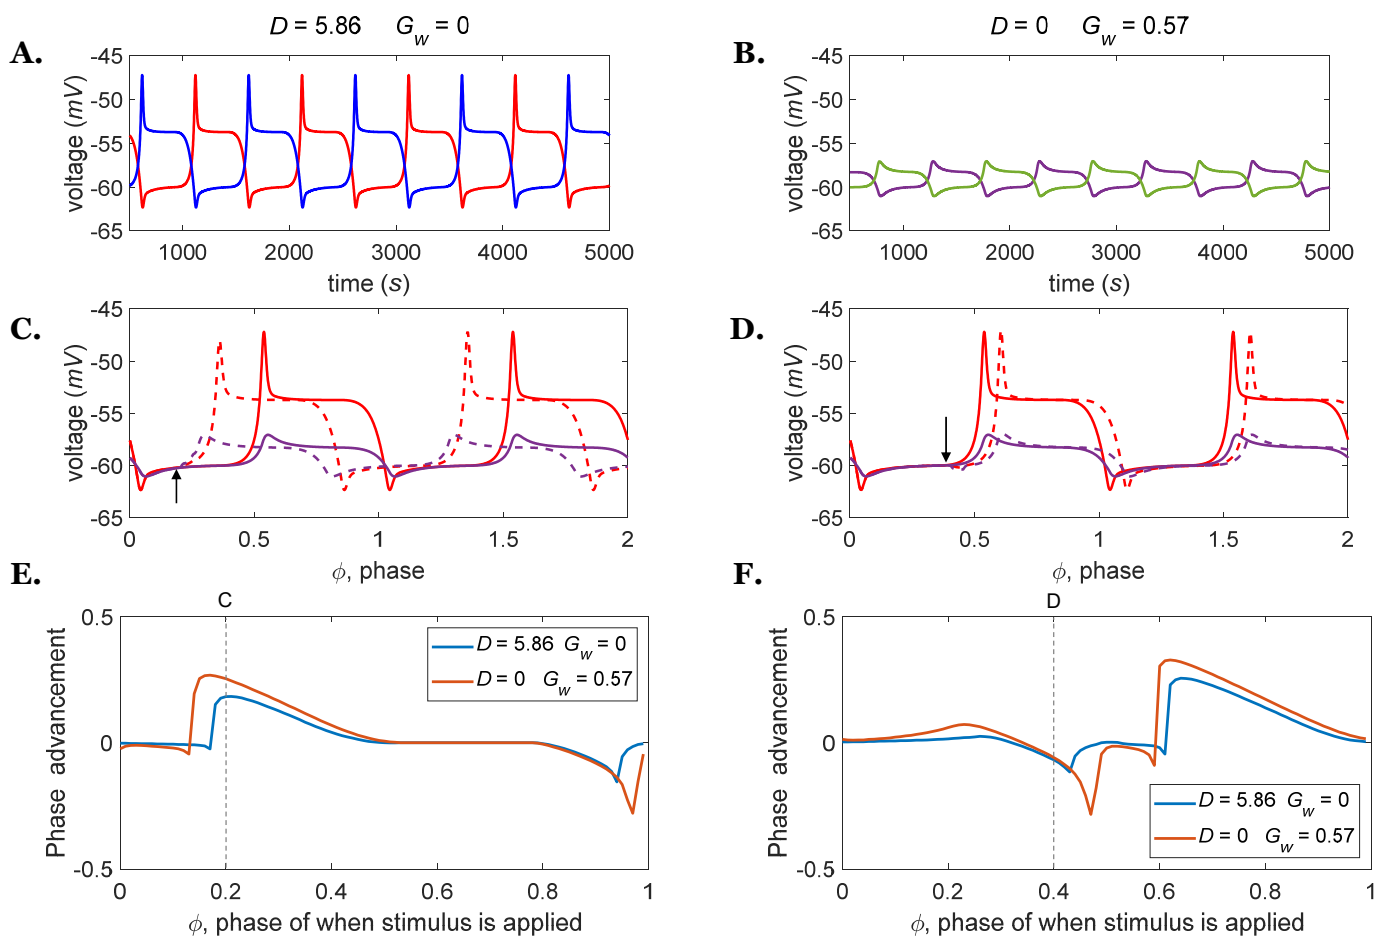 D = 5.86 G_w = 0
D = 0 G_w = 0.57
A.
-45
-50
-55
-60
-65
voltage (mV)
1000 2000 3000 4000 5000
time (s)
B.
-45
-50
-55
-60
-65
voltage (mV)
1000 2000 3000 4000 5000
time (s)
C.
-45
-50
-55
-60
-65
voltage (mV)
0 0.5 1 1.5 2
ϕ, phase
D.
-45
-50
-55
-60
-65
voltage (mV)
0 0.5 1 1.5 2
ϕ, phase
E.
C
0.5
0
-0.5
Phase advancement
D = 5.86 G_w = 0
D = 0 G_w = 0.57
0 0.2 0.4 0.6 0.8 1
ϕ, phase of when stimulus is applied
F.
D
0.5
0
-0.5
Phase advancement
D = 5.86 G_w = 0
D = 0 G_w = 0.57
0 0.2 0.4 0.6 0.8 1
ϕ, phase of when stimulus is applied